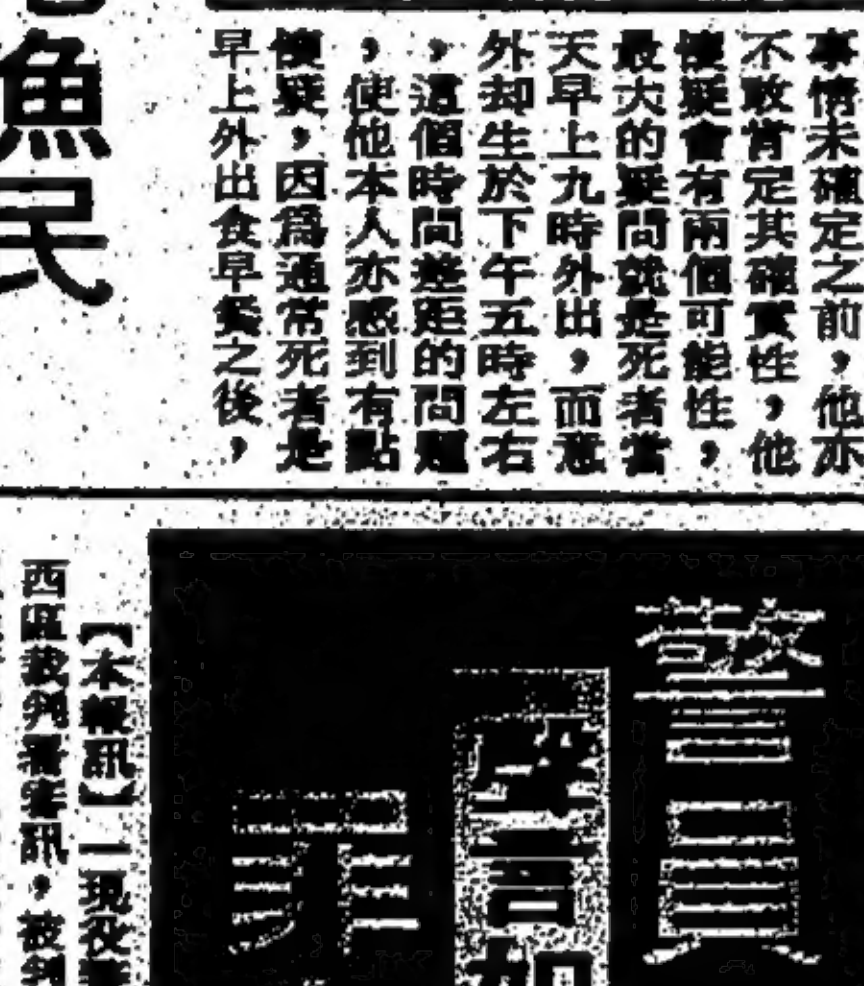 事情未確定之前，他亦
不敢肯定其確實性，他
懷疑會有兩個可能性，
最大的疑問就是死者當
天早上九時外出，而意
外却生於下午五時左右
，這個時間差距的問題
，使他本人亦感到有點
懷疑，因爲通常死者是
早上外出食早餐之後，
漁民
警員
罪
【本報訊】一現役
西區裁判署審訊，被判